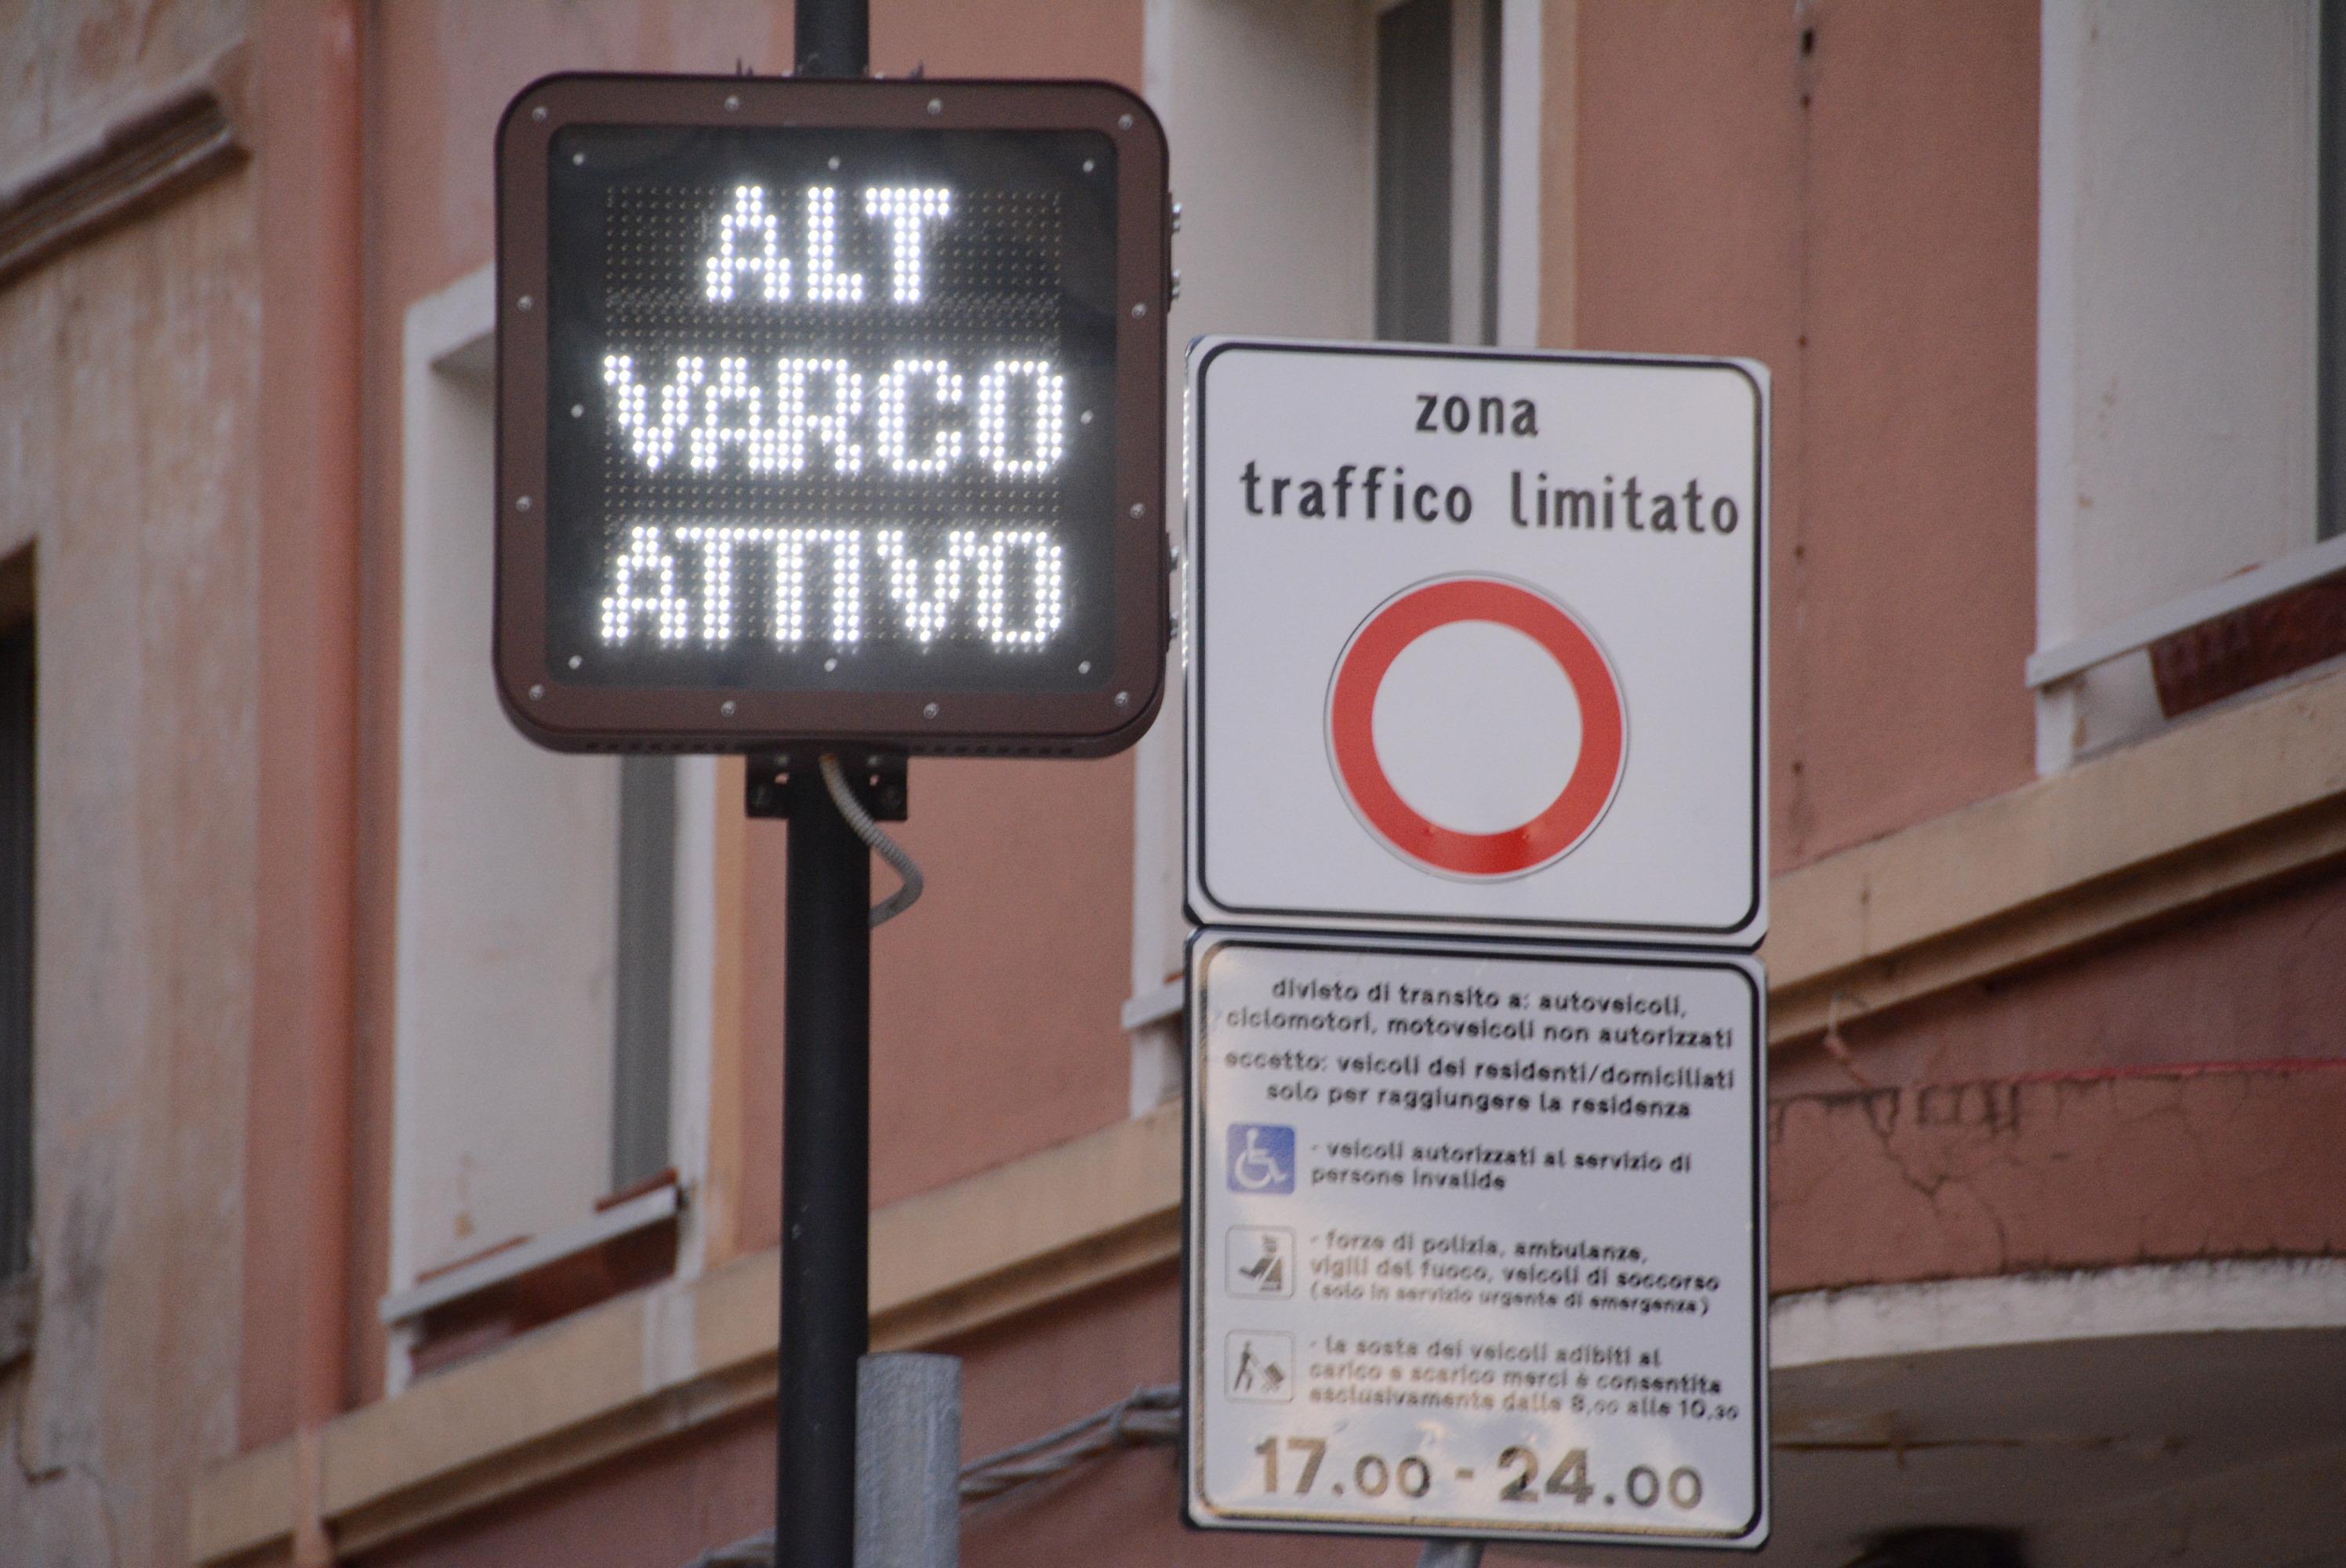 ALT
VARCO
ATTIVO
zona
traffico limitato
divieto di transito a: autoveicoli,
ciclomotori, motoveicoli non autorizzati
eccetto: veicoli dei residenti/domiciliati
solo per raggiungere la residenza
- veicoli autorizzati al servizio di
persone invalide
- forze di polizia, ambulanze,
vigili del fuoco, veicoli di soccorso
(solo in servizio urgente di emergenza)
- la sosta dei veicoli adibiti al
carico e scarico merci è consentita
esclusivamente dalle 8,00 alle 10,30
17.00 - 24.00